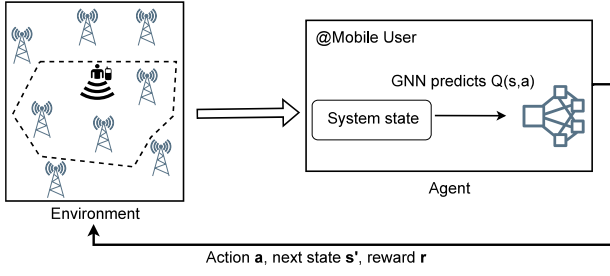 @Mobile User
GNN predicts Q(s,a)
System state
Agent
Environment
Action a, next state s', reward r